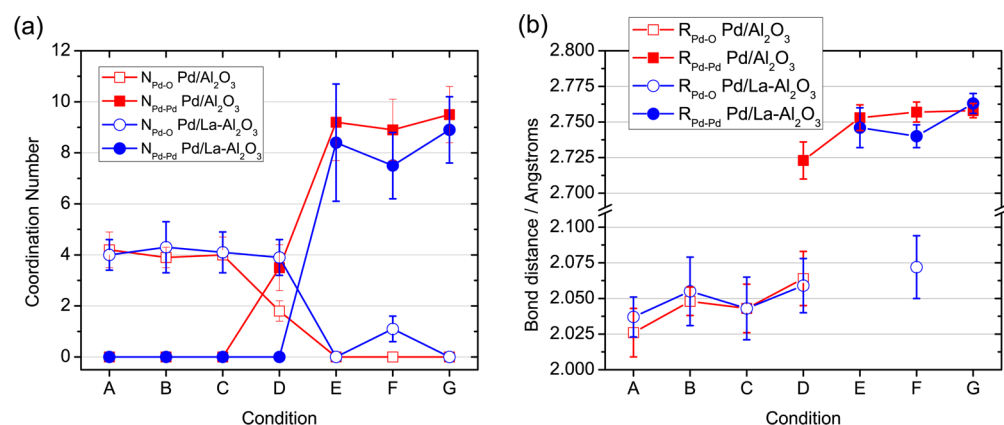 (a)
12
10
8
6
4
2
0
Coordination Number
N_Pd-O Pd/Al₂O₃
N_Pd-Pd Pd/Al₂O₃
N_Pd-O Pd/La-Al₂O₃
N_Pd-Pd Pd/La-Al₂O₃
A B C D E F G
Condition
(b)
2.800
2.775
2.750
2.725
2.700
2.100
2.075
2.050
2.025
2.000
Bond distance / Angstroms
R_Pd-O Pd/Al₂O₃
R_Pd-Pd Pd/Al₂O₃
R_Pd-O Pd/La-Al₂O₃
R_Pd-Pd Pd/La-Al₂O₃
A B C D E F G
Condition